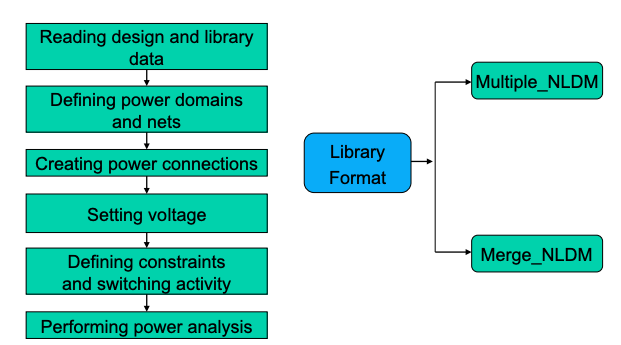 Reading design and library
data
Defining power domains
and nets
Creating power connections
Setting voltage
Defining constraints
and switching activity
Performing power analysis
Library
Format
Multiple_NLDM
Merge_NLDM